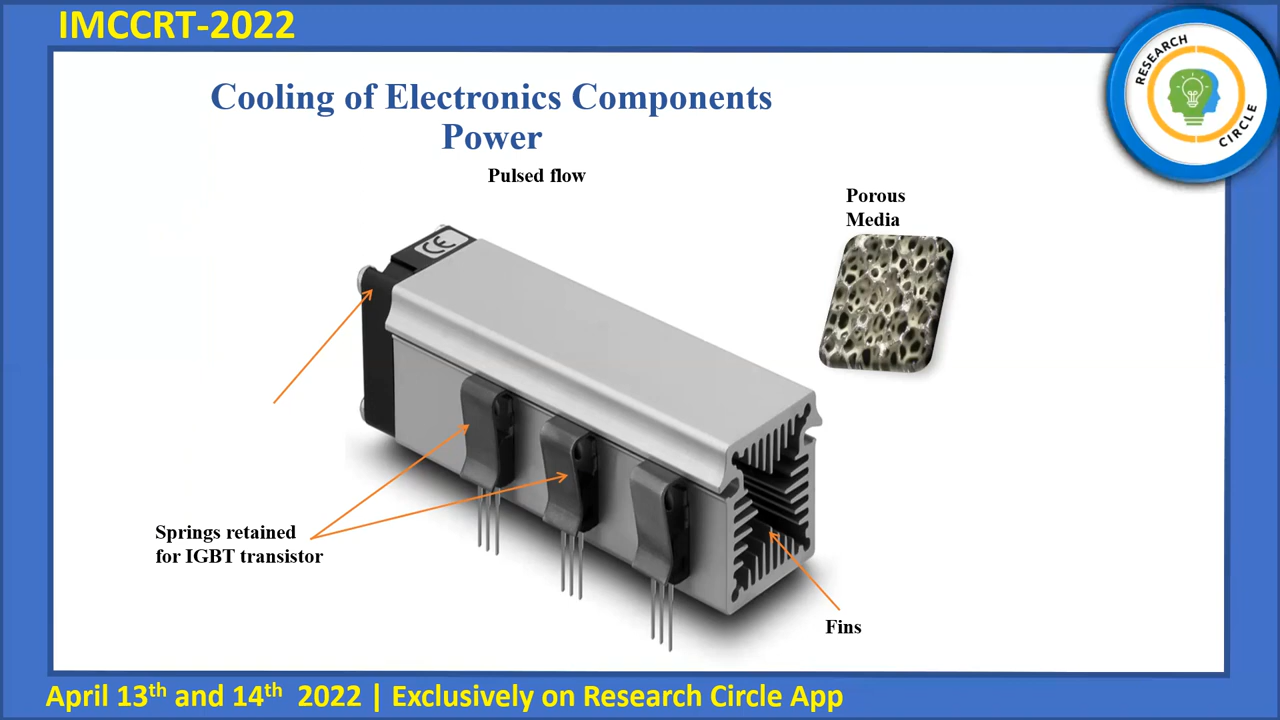 IMCCRT-2022
RESEARCH
CIRCLE
Cooling of Electronics Components
Power
Pulsed flow
Porous
Media
CE
Springs retained
for IGBT transistor
Fins
April 13th and 14th 2022 | Exclusively on Research Circle App